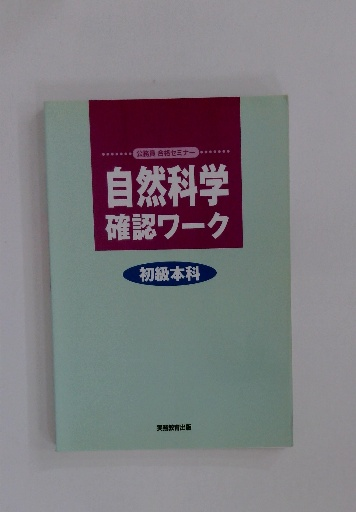 公務員 合格セミナー
自然科学
確認ワーク
初級本科
実務教育出版